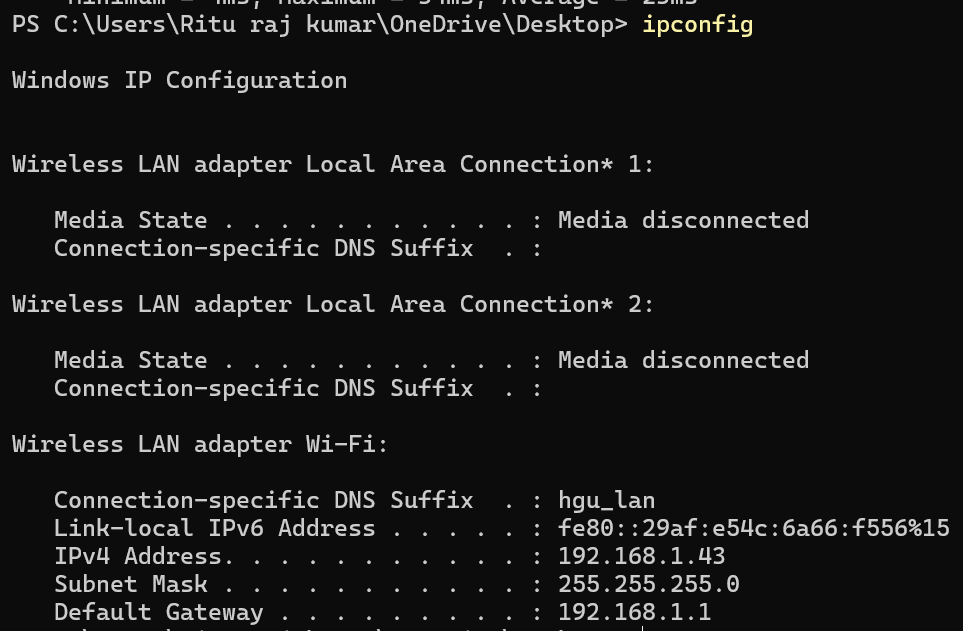 PS C:\Users\Ritu raj kumar\OneDrive\Desktop> ipconfig
Windows IP Configuration
Wireless LAN adapter Local Area Connection* 1:
Media State . . . . . . . . . . . : Media disconnected
Connection-specific DNS Suffix  . :
Wireless LAN adapter Local Area Connection* 2:
Media State . . . . . . . . . . . : Media disconnected
Connection-specific DNS Suffix  . :
Wireless LAN adapter Wi-Fi:
Connection-specific DNS Suffix  . : hgu_lan
Link-local IPv6 Address . . . . . : fe80::29af:e54c:6a66:f556%15
IPv4 Address. . . . . . . . . . . : 192.168.1.43
Subnet Mask . . . . . . . . . . . : 255.255.255.0
Default Gateway . . . . . . . . . : 192.168.1.1